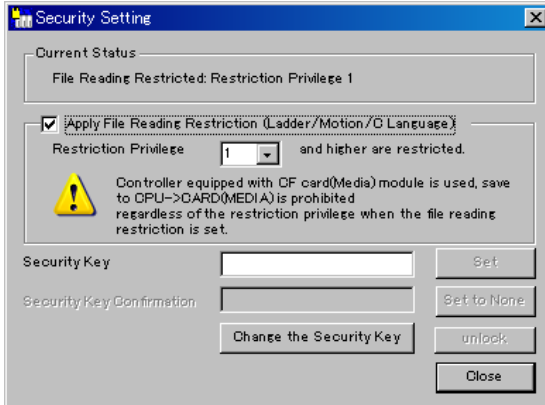 Security Setting
Current Status
File Reading Restricted: Restriction Privilege 1
Apply File Reading Restriction (Ladder/Motion/C Language)
Restriction Privilege 1 and higher are restricted.
Controller equipped with CF card(Media) module is used, save
to CPU->CARD(MEDIA) is prohibited
regardless of the restriction privilege when the file reading
restriction is set.
Security Key Set
Security Key Confirmation Set to None
Change the Security Key unlock
Close